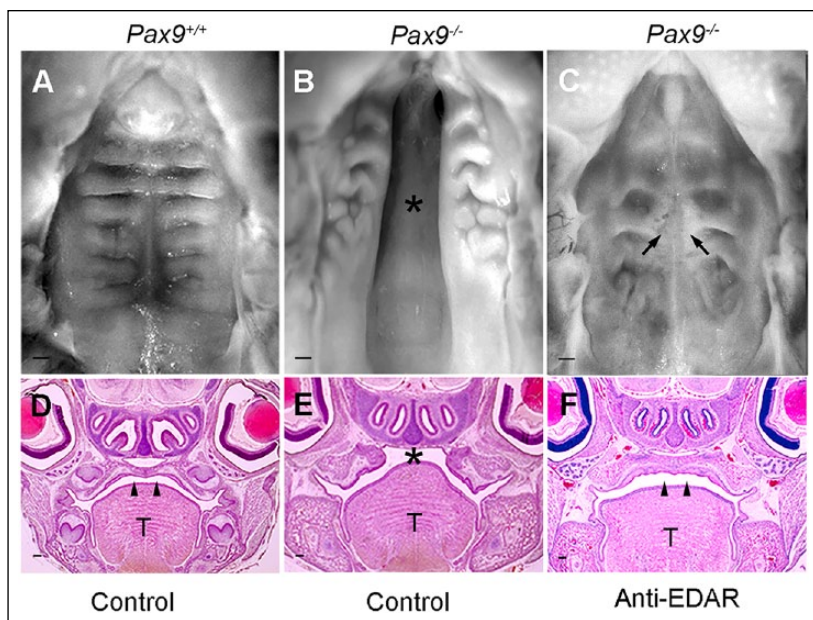 Pax9+/+ Pax9-/- Pax9-/-
A B C
*
D E F
*
T T T
Control Control Anti-EDAR